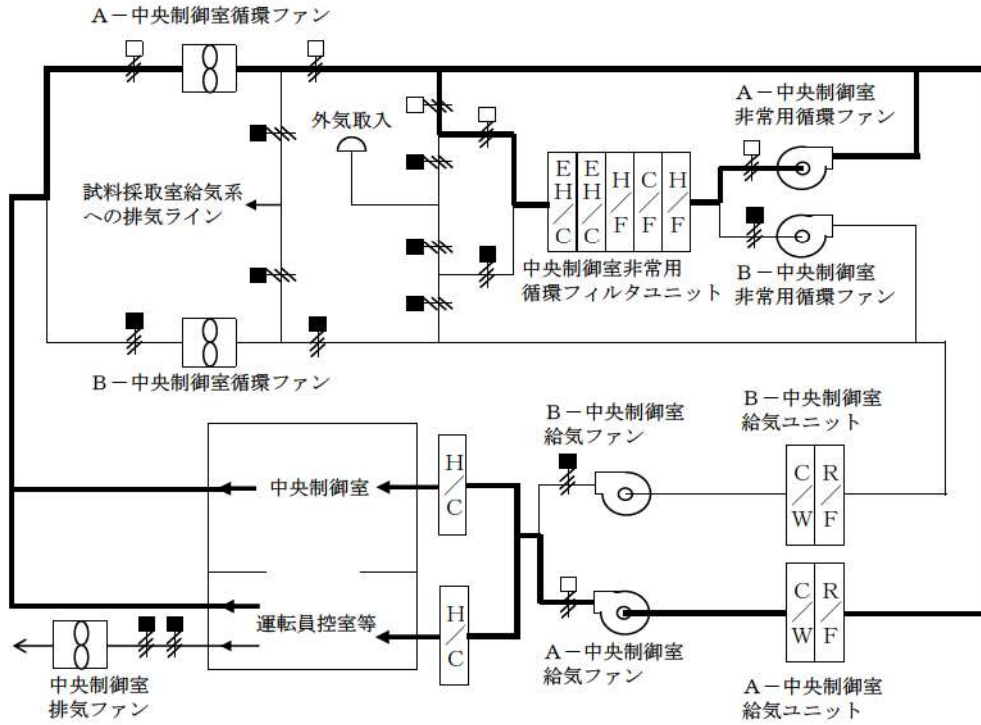 A-中央制御室循環ファン
A-中央制御室
非常用循環ファン
外気取入
試料採取室給気系
への排気ライン
E H/C
E H/C
H/F
C/F
H/F
中央制御室非常用
循環フィルタユニット
B-中央制御室
非常用循環ファン
B-中央制御室循環ファン
B-中央制御室
給気ファン
B-中央制御室
給気ユニット
中央制御室
H/C
C/W
R/F
運転員控室等
H/C
C/W
R/F
中央制御室
排気ファン
A-中央制御室
給気ファン
A-中央制御室
給気ユニット